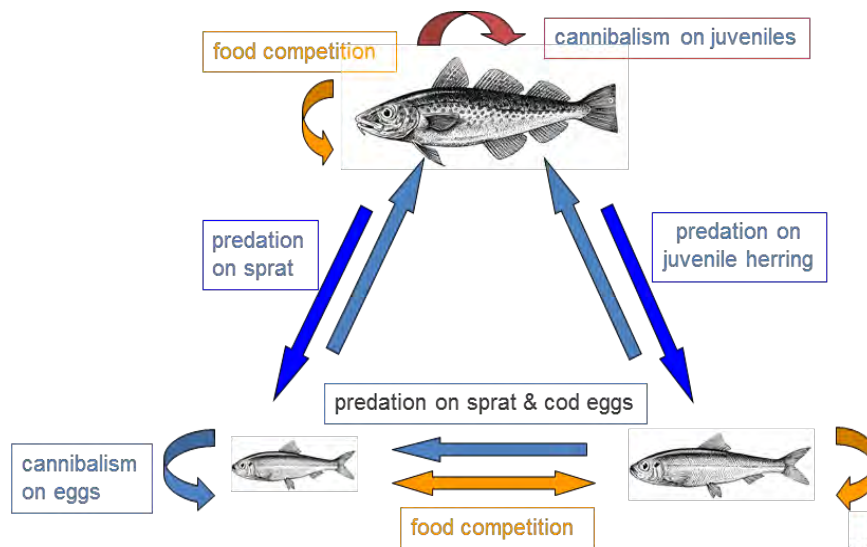 food competition
cannibalism on juveniles
predation
on sprat
predation on
juvenile herring
predation on sprat & cod eggs
cannibalism
on eggs
food competition